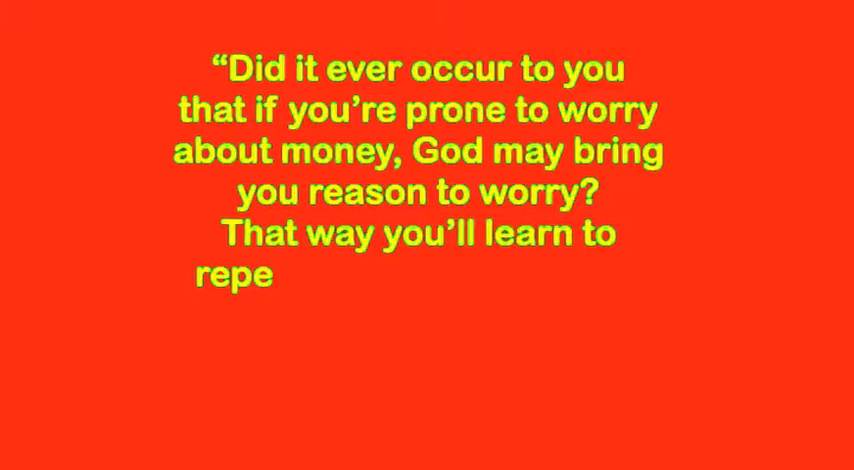 “Did it ever occur to you
that if you’re prone to worry
about money, God may bring
you reason to worry?
That way you’ll learn to
repe